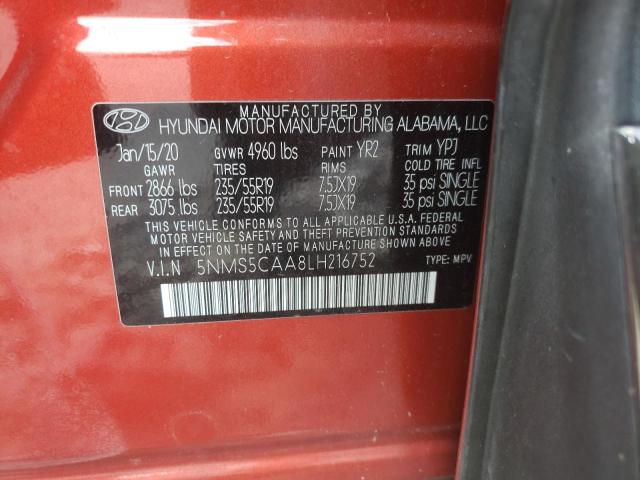 MANUFACTURED BY
HYUNDAI MOTOR MANUFACTURING ALABAMA, LLC
Jan/15/20 GVWR 4960 lbs PAINT YR2 TRIM YPJ
GAWR TIRES RIMS COLD TIRE INFL
FRONT 2866 lbs 235/55R19 7.5JX19 35 psi SINGLE
REAR 3075 lbs 235/55R19 7.5JX19 35 psi SINGLE
THIS VEHICLE CONFORMS TO ALL APPLICABLE U.S.A. FEDERAL
MOTOR VEHICLE SAFETY AND THEFT PREVENTION STANDARDS
IN EFFECT ON THE DATE OF MANUFACTURE SHOWN ABOVE.
V.I.N 5NMS5CAA8LH216752 TYPE: MPV